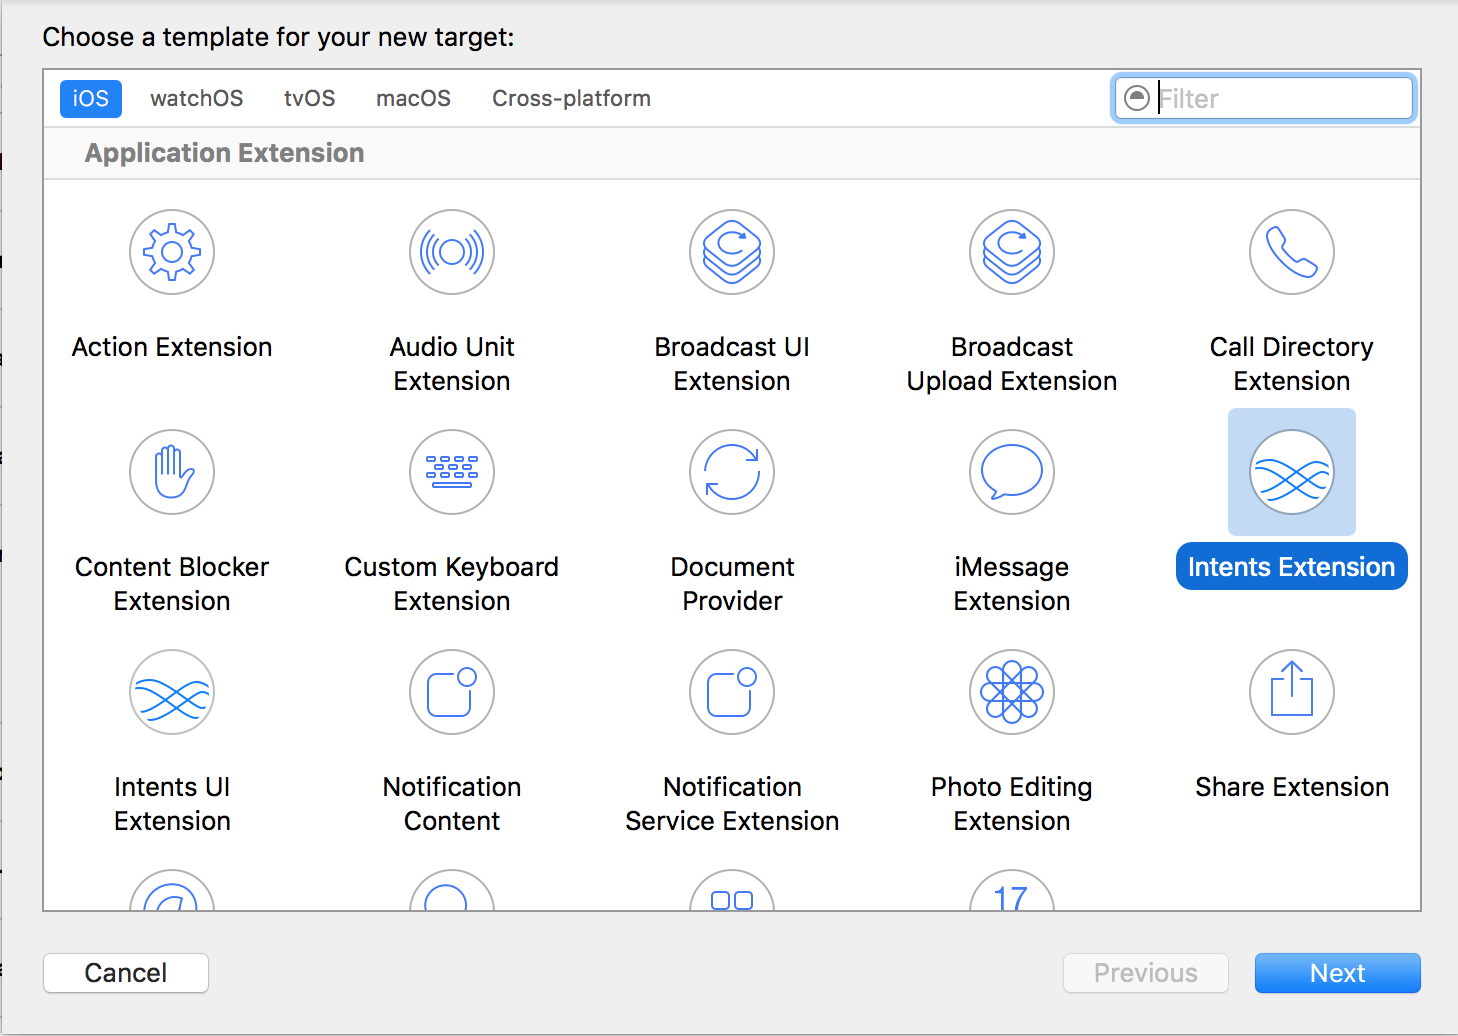 Choose a template for your new target:
iOS watchOS tvOS macOS Cross-platform Filter
Application Extension
Action Extension Audio Unit Broadcast UI Broadcast Call Directory
Extension Extension Upload Extension Extension
Content Blocker Custom Keyboard Document iMessage Intents Extension
Extension Extension Provider Extension
Intents UI Notification Notification Photo Editing Share Extension
Extension Content Service Extension Extension
17
Cancel Previous Next